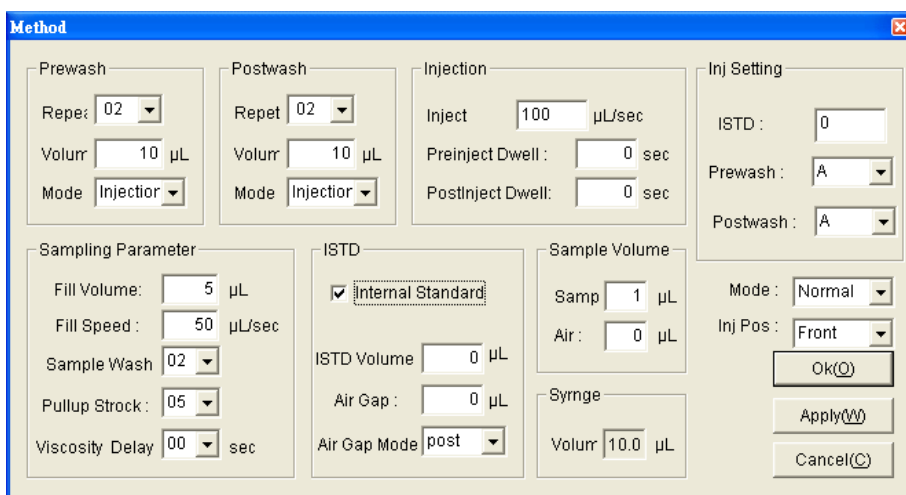 Method
Prewash
Repea 02
Volum 10 µL
Mode Injection
Postwash
Repet 02
Volum 10 µL
Mode Injection
Injection
Inject 100 µL/sec
Preinject Dwell : 0 sec
PostInject Dwell: 0 sec
Inj Setting
ISTD : 0
Prewash : A
Postwash : A
Sampling Parameter
Fill Volume: 5 µL
Fill Speed : 50 µL/sec
Sample Wash 02
Pullup Strock : 05
Viscosity Delay 00 sec
ISTD
Internal Standard
ISTD Volume 0 µL
Air Gap : 0 µL
Air Gap Mode post
Sample Volume
Samp 1 µL
Air : 0 µL
Syrnge
Volum 10.0 µL
Mode : Normal
Inj Pos : Front
Ok(O)
Apply(W)
Cancel(C)